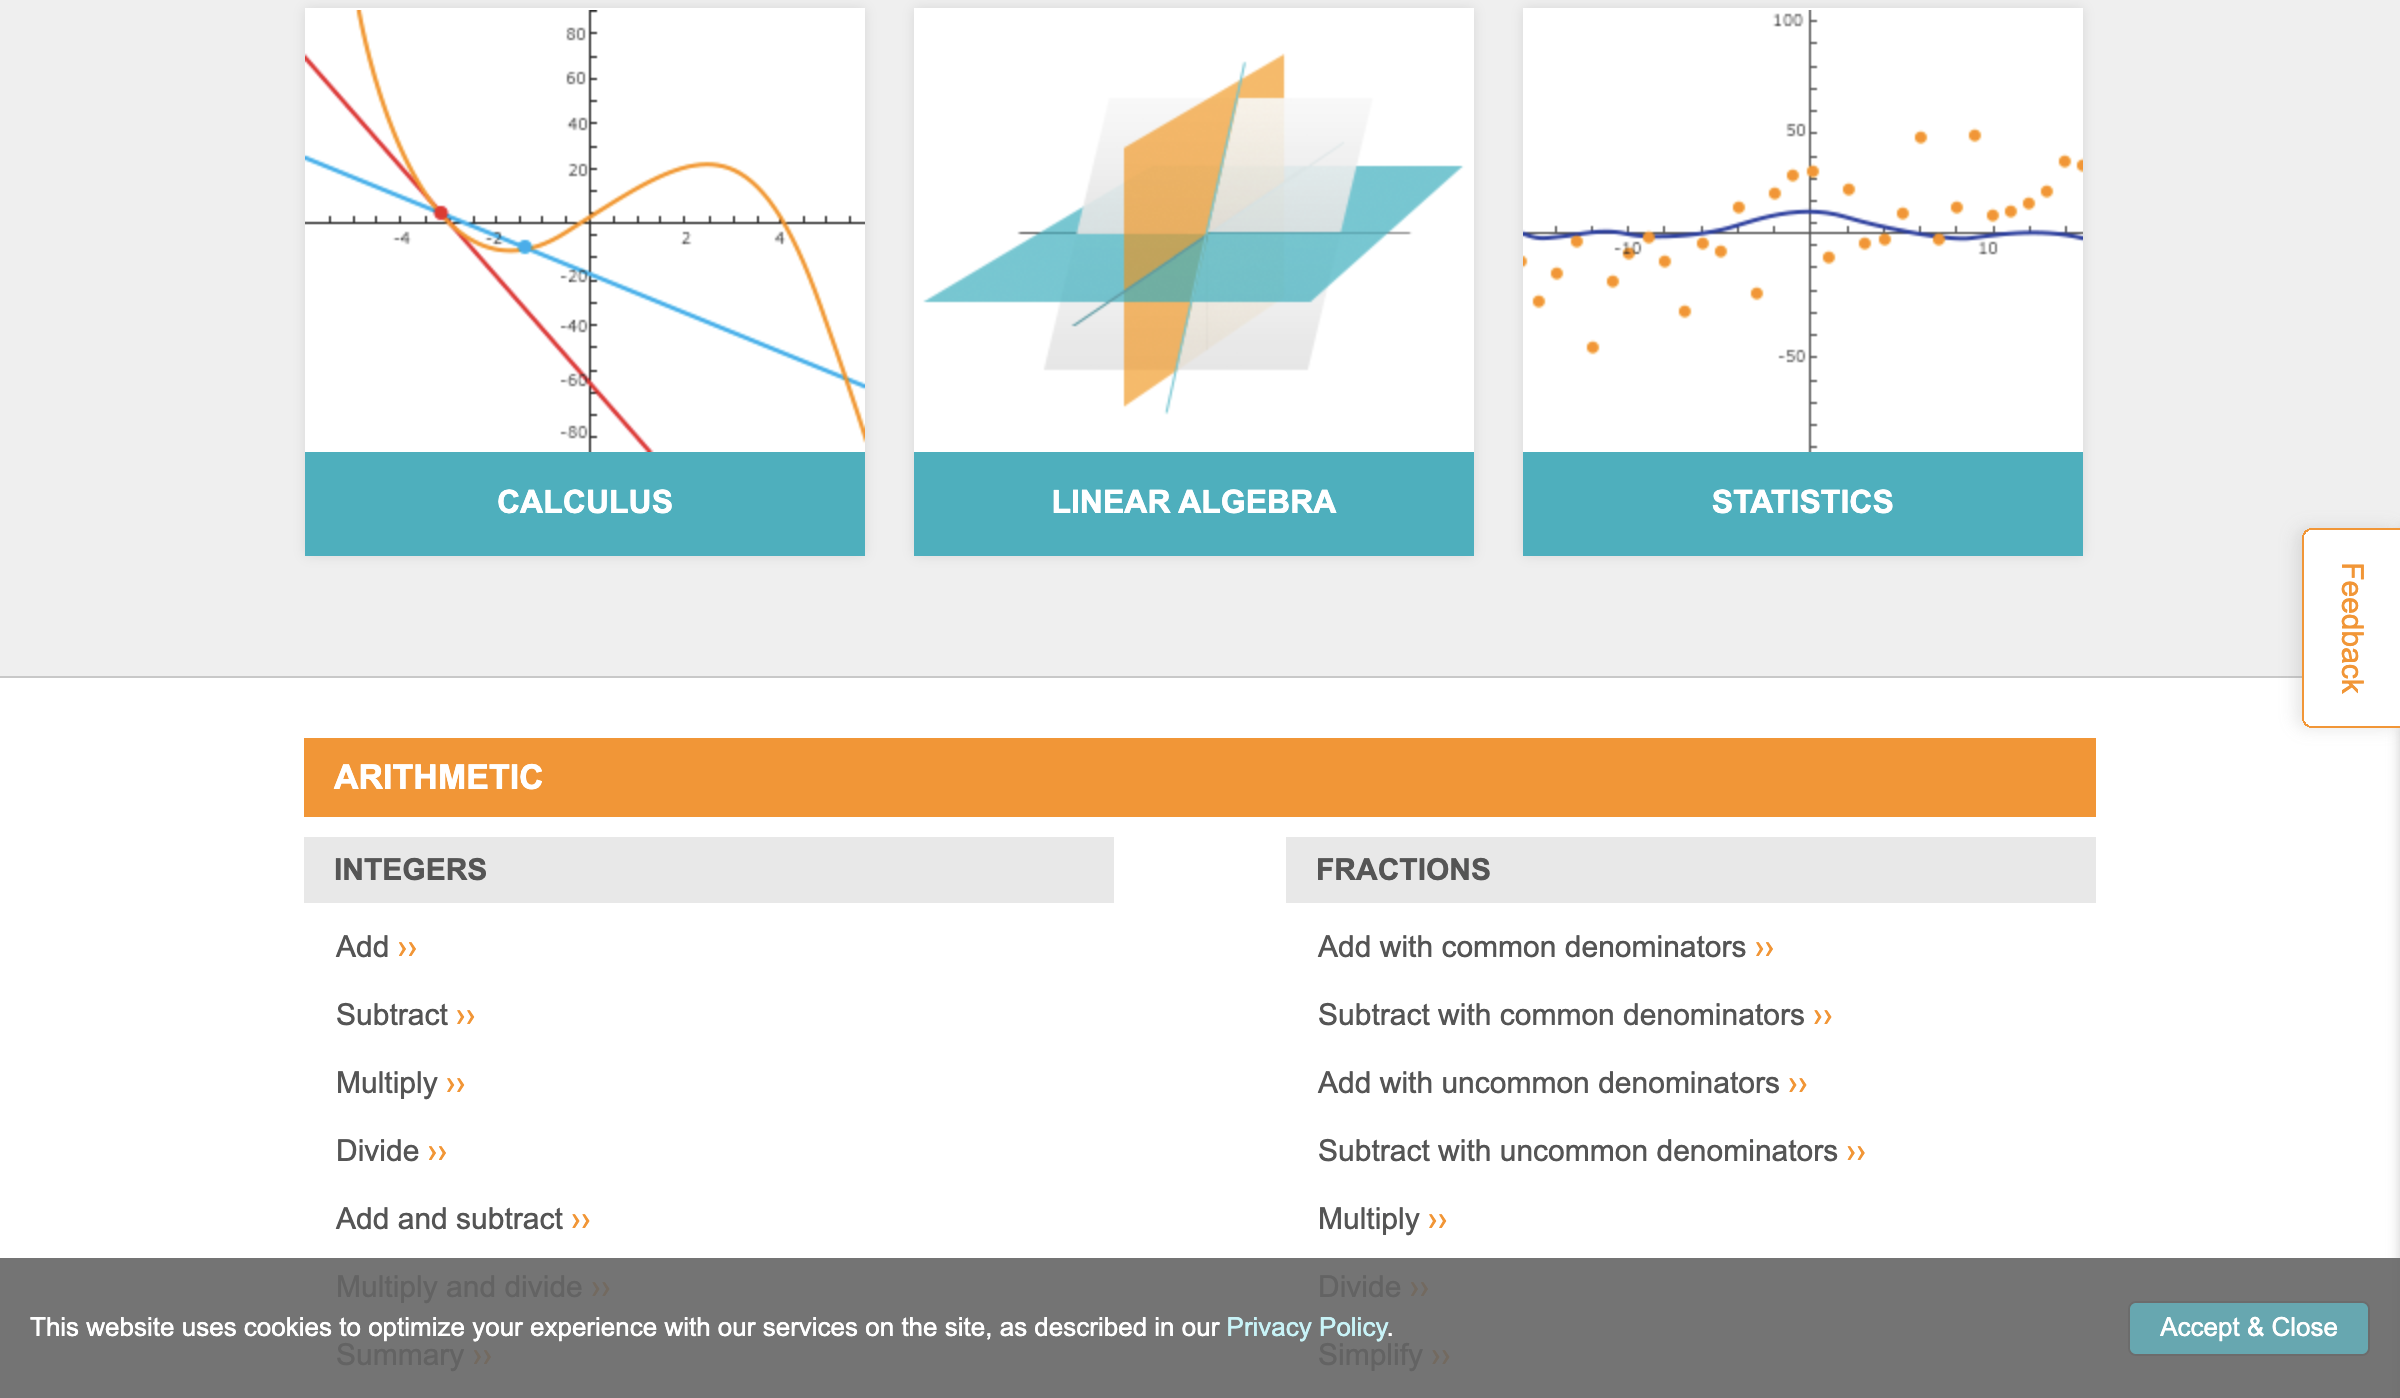 80
60
40
20
-4
-2
2
4
-20
-40
-60
-80
100
50
-10
10
-50
CALCULUS
LINEAR ALGEBRA
STATISTICS
Feedback
ARITHMETIC
INTEGERS
Add ››
Subtract ››
Multiply ››
Divide ››
Add and subtract ››
Multiply and divide ››
Summary ››
FRACTIONS
Add with common denominators ››
Subtract with common denominators ››
Add with uncommon denominators ››
Subtract with uncommon denominators ››
Multiply ››
Divide ››
Simplify ››
This website uses cookies to optimize your experience with our services on the site, as described in our Privacy Policy.
Accept & Close